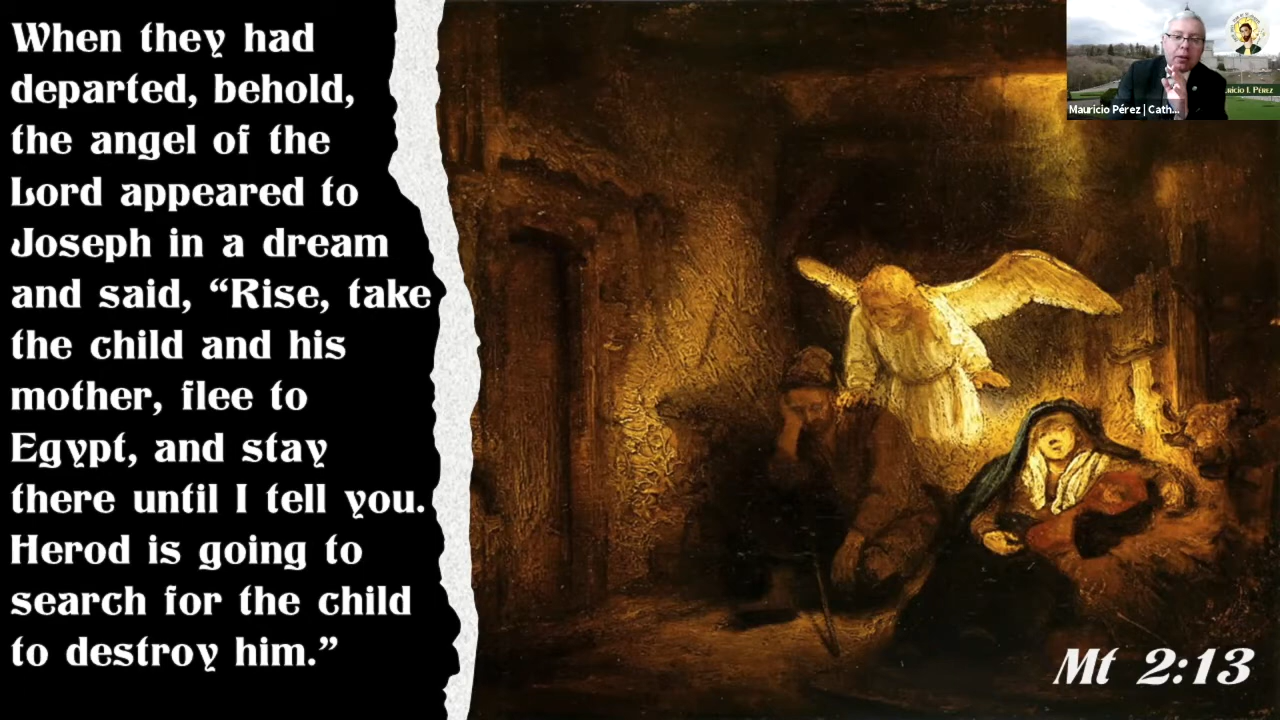 When they had
departed, behold,
the angel of the
Lord appeared to
Joseph in a dream
and said, “Rise, take
the child and his
mother, flee to
Egypt, and stay
there until I tell you.
Herod is going to
search for the child
to destroy him.”
Mt 2:13
Mauricio Pérez | Cath...
ricio I. Pérez